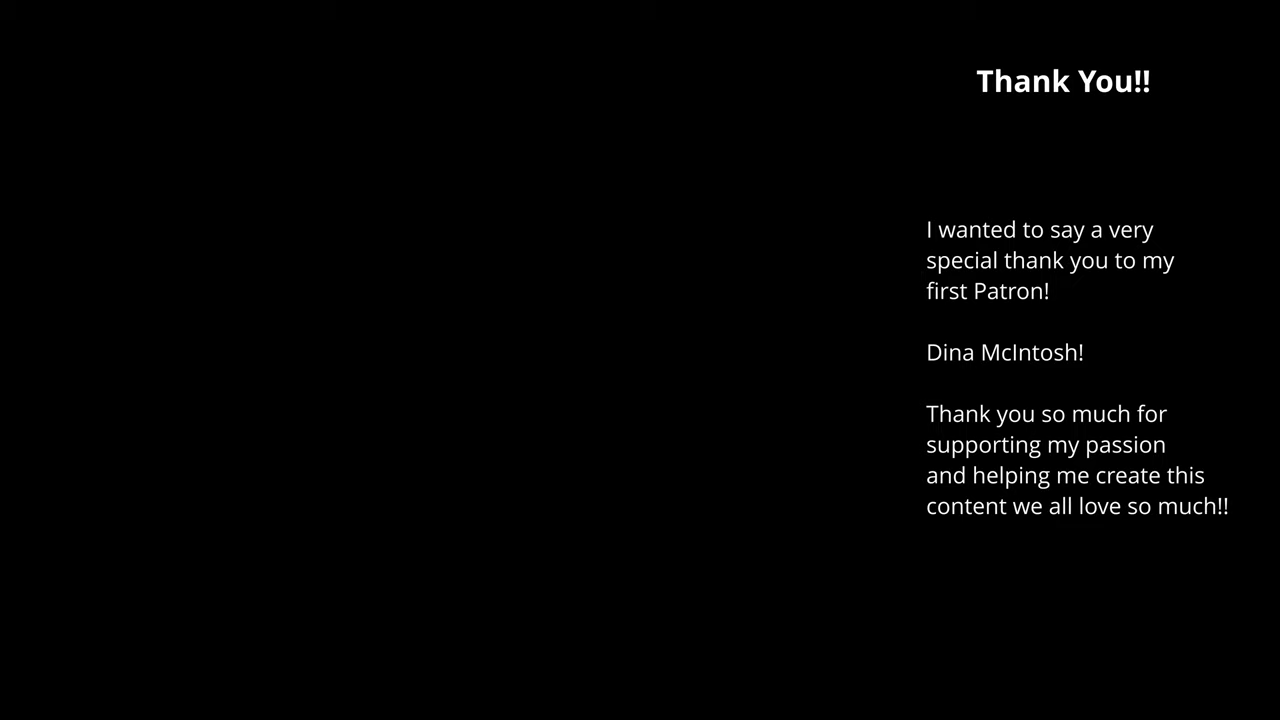 Thank You!!
I wanted to say a very
special thank you to my
first Patron!
Dina McIntosh!
Thank you so much for
supporting my passion
and helping me create this
content we all love so much!!